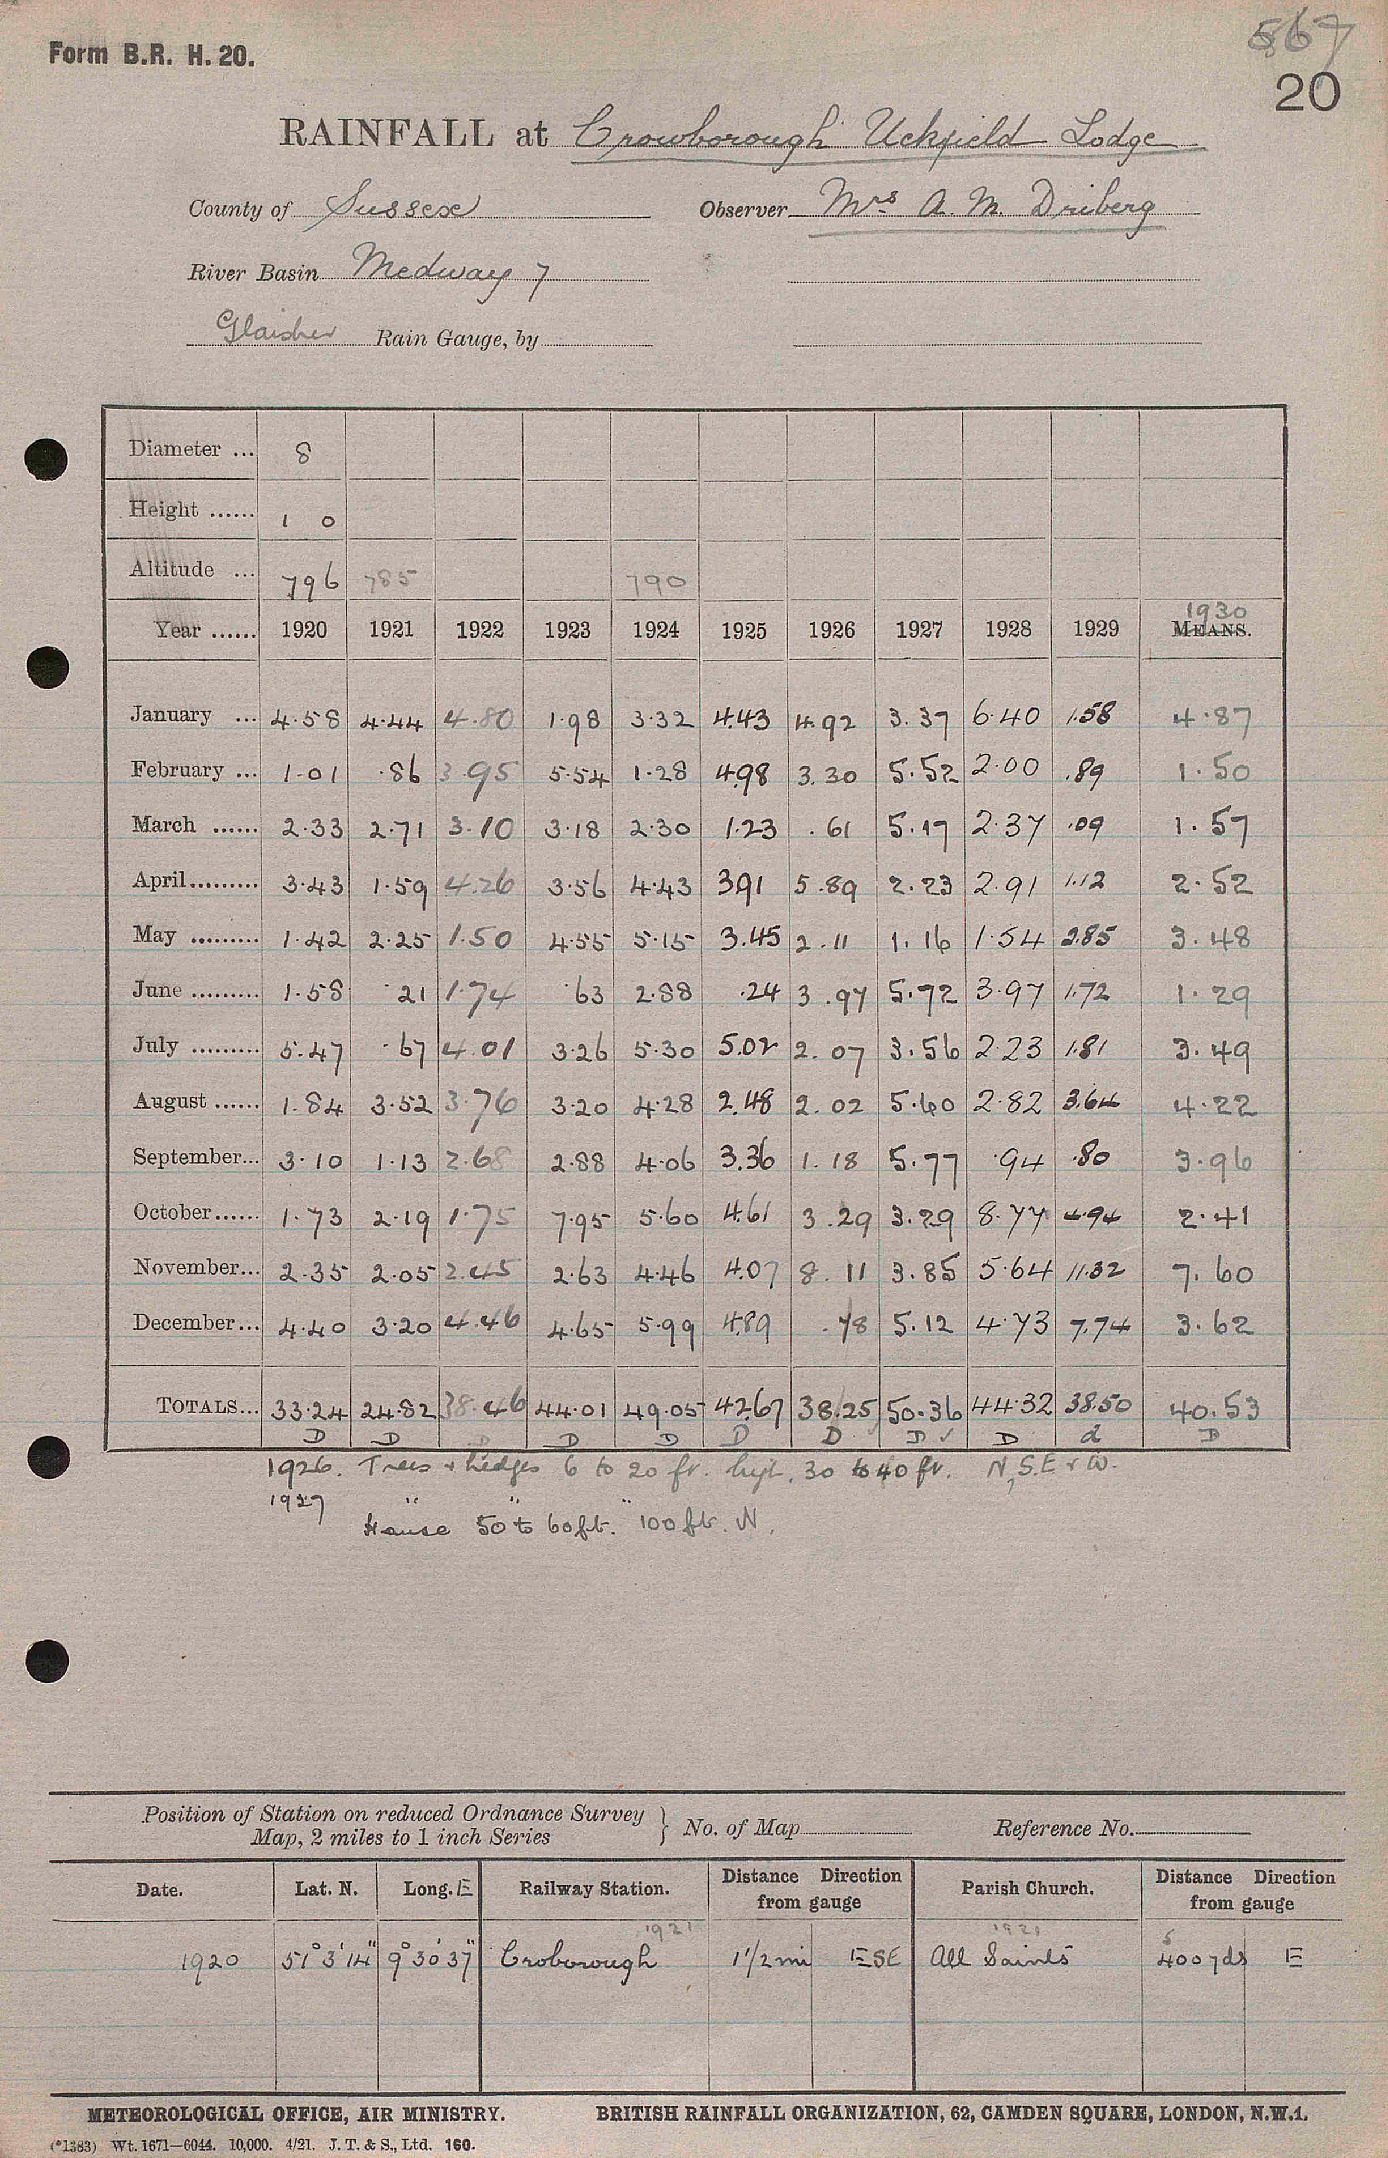 Form B.R. H. 20.
567
20
RAINFALL at Crowborough Uckfield Lodge
County of Sussex Observer Mrs A. M. Driberg
River Basin Medway 7
Glaisher Rain Gauge, by
Diameter ... 8
Height ...... 1 0
Altitude ... 796 785 790
1930
Year ...... 1920 1921 1922 1923 1924 1925 1926 1927 1928 1929 MEANS.
January ... 4.58 4.44 4.80 1.98 3.32 4.43 4.92 3.37 6.40 1.58 4.87
February ... 1.01 .86 3.95 5.54 1.28 4.98 3.30 5.52 2.00 .89 1.50
March ...... 2.33 2.71 3.10 3.18 2.30 1.23 .61 5.17 2.37 .09 1.57
April......... 3.43 1.59 4.26 3.56 4.43 3.91 5.89 2.23 2.91 1.12 2.52
May ......... 1.42 2.25 1.50 4.55 5.15 3.45 2.11 1.16 1.54 2.85 3.48
June ......... 1.58 .21 1.74 .63 2.88 .24 3.97 5.72 3.97 1.72 1.29
July ......... 5.47 .67 4.01 3.26 5.30 5.02 2.07 3.56 2.23 1.81 3.49
August ...... 1.84 3.52 3.76 3.20 4.28 2.48 2.02 5.60 2.82 3.64 4.22
September... 3.10 1.13 2.68 2.88 4.06 3.36 1.18 5.77 .94 .80 3.96
October...... 1.73 2.19 1.75 7.95 5.60 4.61 3.29 3.29 8.77 4.94 2.41
November... 2.35 2.05 2.45 2.63 4.46 4.07 8.11 3.85 5.64 11.32 7.60
December... 4.40 3.20 4.46 4.65 5.99 4.89 .78 5.12 4.73 7.74 3.62
TOTALS... 33.24 24.82 38.46 44.01 49.05 42.67 38.25 50.36 44.32 38.50 40.53
D D D D D D D D ✓ D d D
1926. Trees & hedges 6 to 20 ft. hgt, 30 to 40 ft. N, S. E & W.
1927 " " "
House 50 to 60 ft. 100 ft. N.
Position of Station on reduced Ordnance Survey Map, 2 miles to 1 inch Series } No. of Map Reference No.
Date. Lat. N. Long. E Railway Station. Distance Direction from gauge Parish Church. Distance Direction from gauge
1921 1921
1920 51° 3' 14" 9° 30' 37" Croborough 1 1/2 mi ESE All Saints 400 yds E
5
METEOROLOGICAL OFFICE, AIR MINISTRY. BRITISH RAINFALL ORGANIZATION, 62, CAMDEN SQUARE, LONDON, N.W.1.
(*1383) Wt. 1671—6044. 10,000. 4/21. J. T. & S., Ltd. 160.